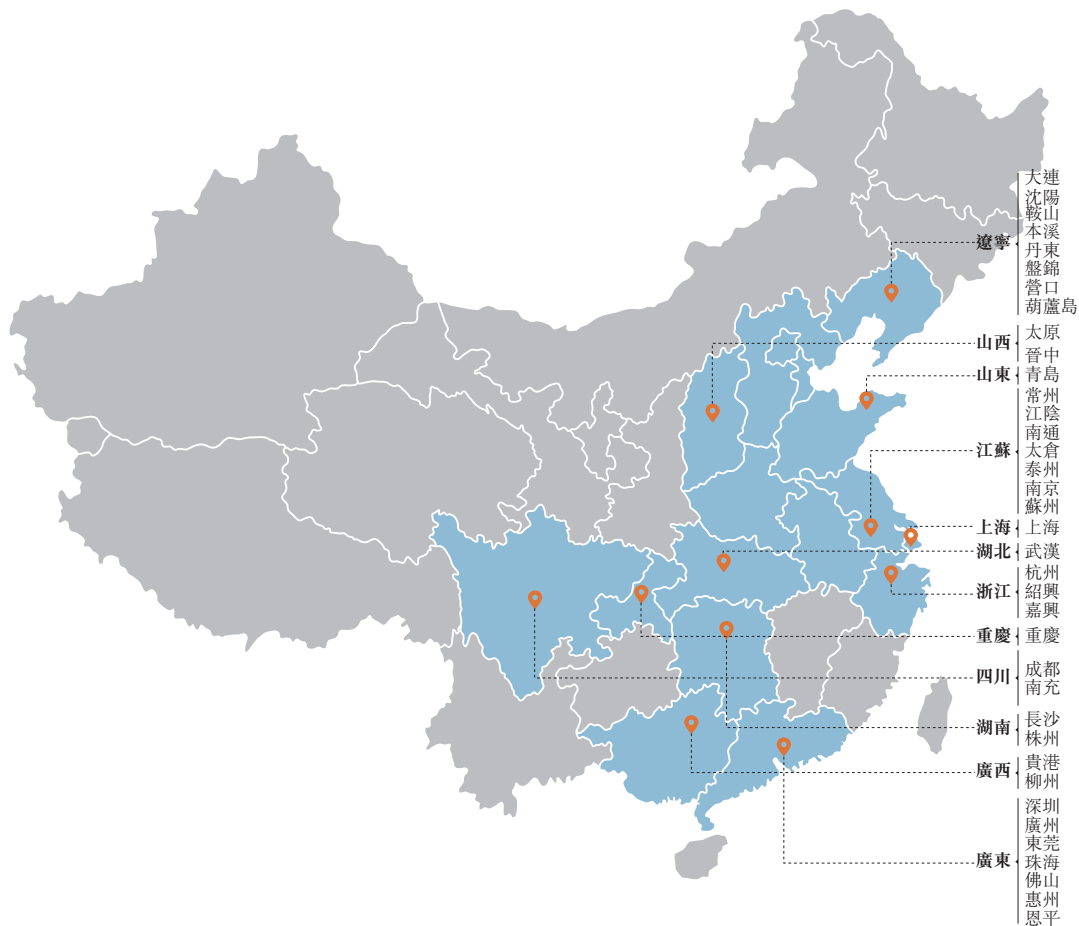 遼寧
大連
沈陽
鞍山
本溪
丹東
盤錦
營口
葫蘆島
山西
太原
晉中
山東
青島
江蘇
常州
江陰
南通
太倉
泰州
南京
蘇州
上海
上海
湖北
武漢
浙江
杭州
紹興
嘉興
重慶
重慶
四川
成都
南充
湖南
長沙
株州
廣西
貴港
柳州
廣東
深圳
廣州
東莞
珠海
佛山
惠州
恩平